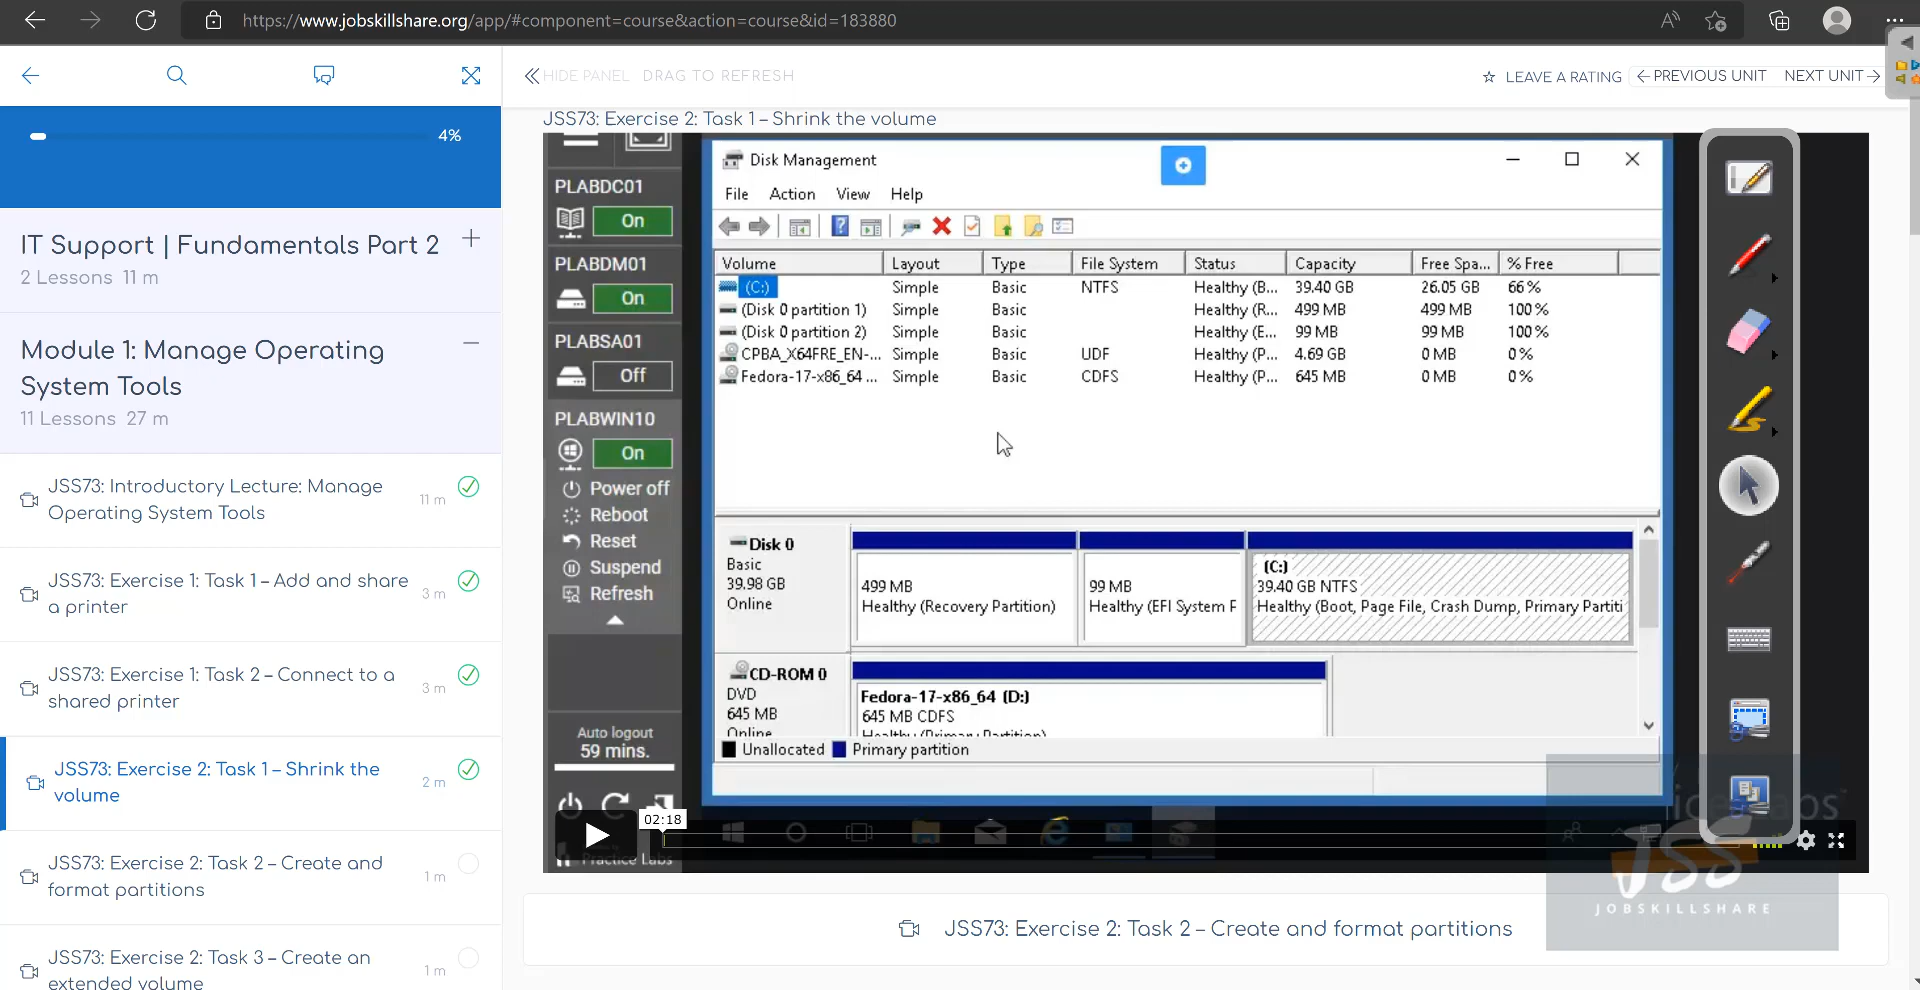 https://www.jobskillshare.org/app/#component=course&action=course&id=183880
HIDE PANEL DRAG TO REFRESH
LEAVE A RATING PREVIOUS UNIT NEXT UNIT
4%
IT Support | Fundamentals Part 2
2 Lessons 11 m
Module 1: Manage Operating
System Tools
11 Lessons 27 m
JSS73: Introductory Lecture: Manage
Operating System Tools
11 m
JSS73: Exercise 1: Task 1 – Add and share
a printer
3 m
JSS73: Exercise 1: Task 2 – Connect to a
shared printer
3 m
JSS73: Exercise 2: Task 1 – Shrink the
volume
2 m
JSS73: Exercise 2: Task 2 – Create and
format partitions
1 m
JSS73: Exercise 2: Task 3 – Create an
extended volume
1 m
JSS73: Exercise 2: Task 1 – Shrink the volume
PLABDC01
On
PLABDM01
On
PLABSA01
Off
PLABWIN10
On
Power off
Reboot
Reset
Suspend
Refresh
Auto logout
59 mins.
02:18
Practice Labs
Disk Management
File Action View Help
Volume Layout Type File System Status Capacity Free Spa... % Free
(C:) Simple Basic NTFS Healthy (B... 39.40 GB 26.05 GB 66 %
(Disk 0 partition 1) Simple Basic Healthy (R... 499 MB 499 MB 100 %
(Disk 0 partition 2) Simple Basic Healthy (E... 99 MB 99 MB 100 %
CPBA_X64FRE_EN-... Simple Basic UDF Healthy (P... 4.69 GB 0 MB 0 %
Fedora-17-x86_64 ... Simple Basic CDFS Healthy (P... 645 MB 0 MB 0 %
Disk 0
Basic
39.98 GB
Online
499 MB
Healthy (Recovery Partition)
99 MB
Healthy (EFI System F
(C:)
39.40 GB NTFS
Healthy (Boot, Page File, Crash Dump, Primary Partiti
CD-ROM 0
DVD
645 MB
Online
Fedora-17-x86_64 (D:)
645 MB CDFS
Healthy (Primary Partition)
Unallocated Primary partition
JSS
JOBSKILLSHARE
JSS73: Exercise 2: Task 2 – Create and format partitions